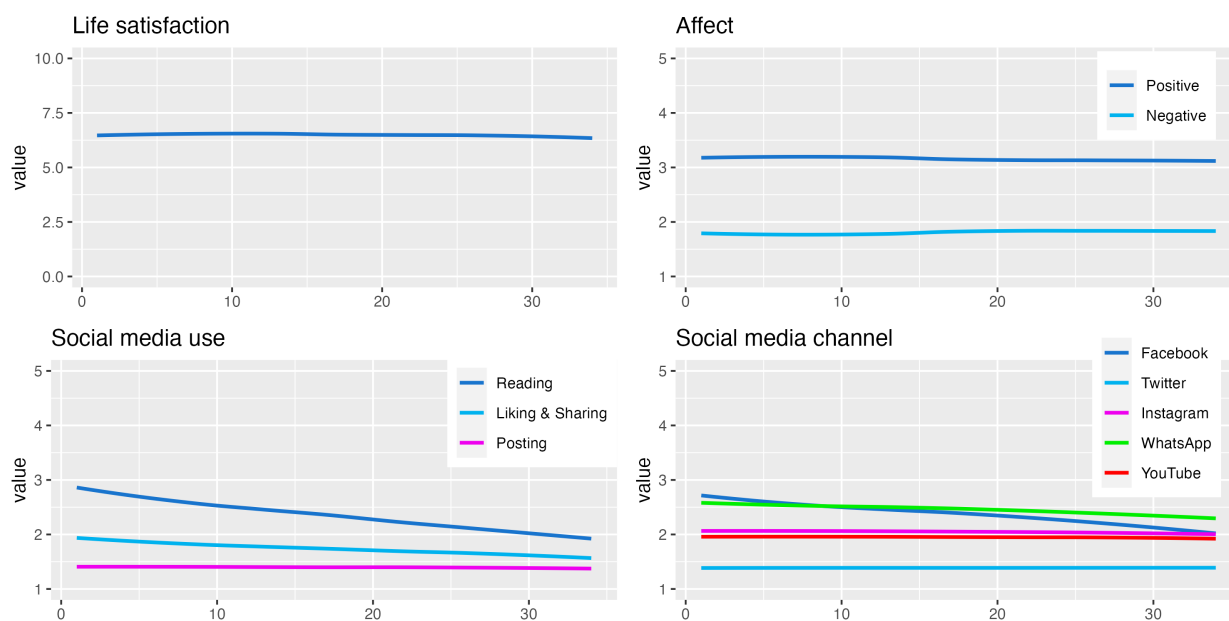 Life satisfaction
value
10.0
7.5
5.0
2.5
0.0
0 10 20 30
Affect
value
5
4
3
2
1
0 10 20 30
Positive
Negative
Social media use
value
5
4
3
2
1
0 10 20 30
Reading
Liking & Sharing
Posting
Social media channel
value
5
4
3
2
1
0 10 20 30
Facebook
Twitter
Instagram
WhatsApp
YouTube